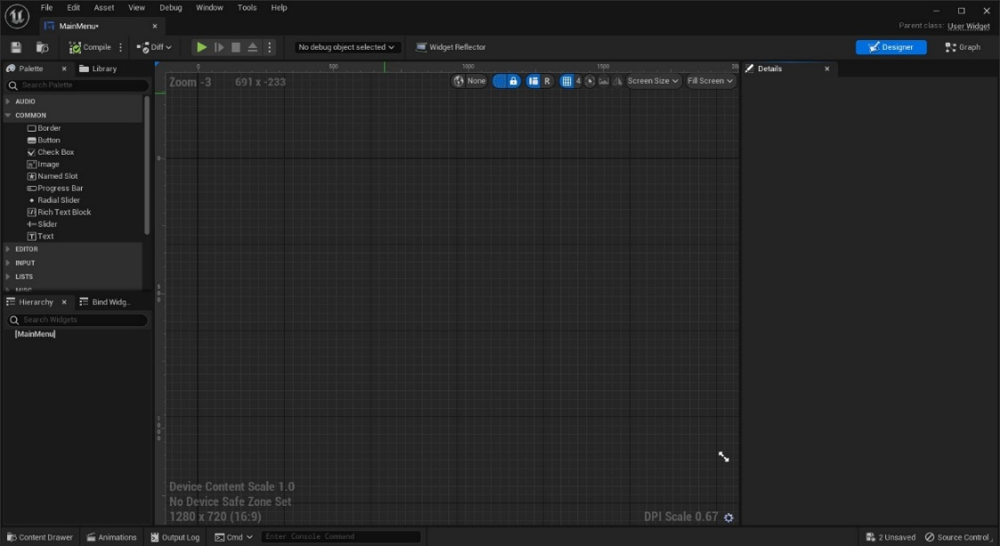 File Edit Asset View Debug Window Tools Help
MainMenu•
Parent class: User Widget
Compile Diff No debug object selected Widget Reflector Designer Graph
Palette Library Details
Search Palette
0 500 1000 1500 20
Zoom -3 691 x -233 None R 4 Screen Size Fill Screen
AUDIO
COMMON
Border
Button
Check Box
Image
Named Slot
Progress Bar
Radial Slider
Rich Text Block
Slider
Text
EDITOR
INPUT
LISTS
MISC
0
500
1000
Hierarchy Bind Widg..
Search Widgets
[MainMenu]
Device Content Scale 1.0
No Device Safe Zone Set
1280 x 720 (16:9) DPI Scale 0.67
Content Drawer Animations Output Log Cmd Enter Console Command 2 Unsaved Source Control